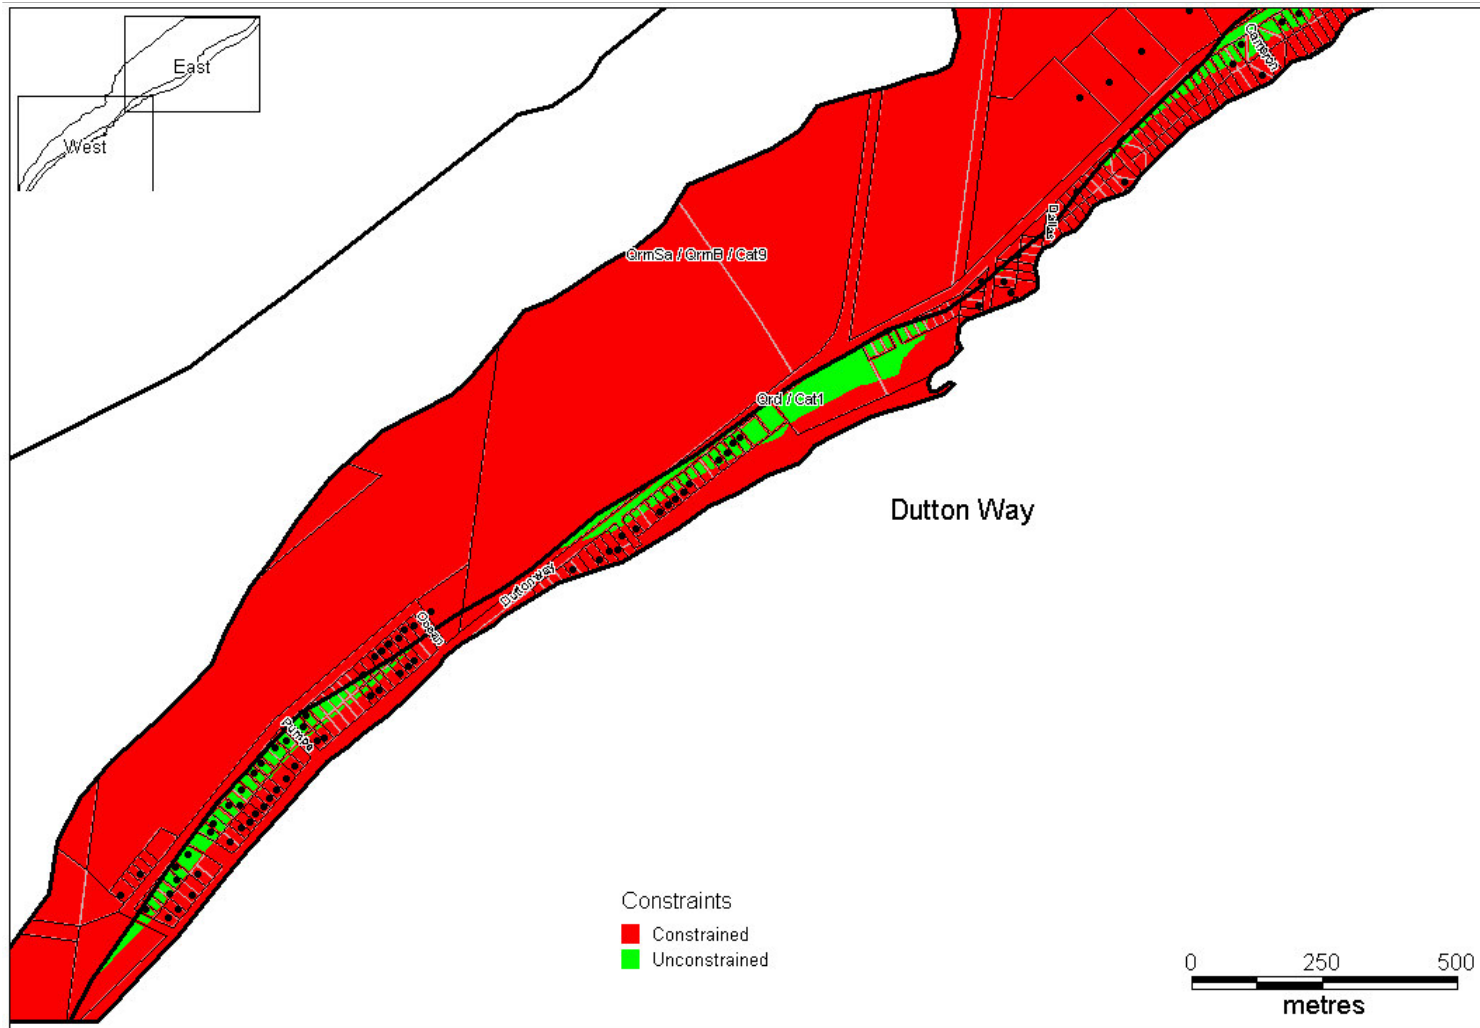 East
West
Cameron
Dallas
QrmSa / QrmB / Cat9
Qrd / Cat1
Dutton Way
Dutton way
Ocean
Pumpa
Constraints
Constrained
Unconstrained
0 250 500
metres